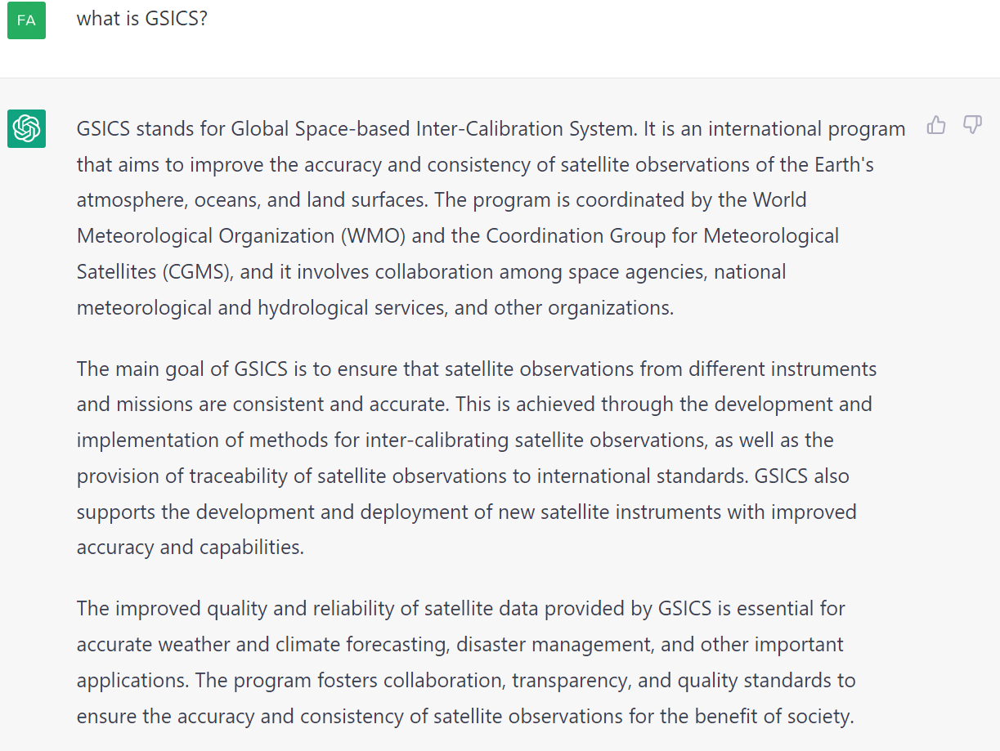 FA
what is GSICS?
GSICS stands for Global Space-based Inter-Calibration System. It is an international program
that aims to improve the accuracy and consistency of satellite observations of the Earth's
atmosphere, oceans, and land surfaces. The program is coordinated by the World
Meteorological Organization (WMO) and the Coordination Group for Meteorological
Satellites (CGMS), and it involves collaboration among space agencies, national
meteorological and hydrological services, and other organizations.
The main goal of GSICS is to ensure that satellite observations from different instruments
and missions are consistent and accurate. This is achieved through the development and
implementation of methods for inter-calibrating satellite observations, as well as the
provision of traceability of satellite observations to international standards. GSICS also
supports the development and deployment of new satellite instruments with improved
accuracy and capabilities.
The improved quality and reliability of satellite data provided by GSICS is essential for
accurate weather and climate forecasting, disaster management, and other important
applications. The program fosters collaboration, transparency, and quality standards to
ensure the accuracy and consistency of satellite observations for the benefit of society.